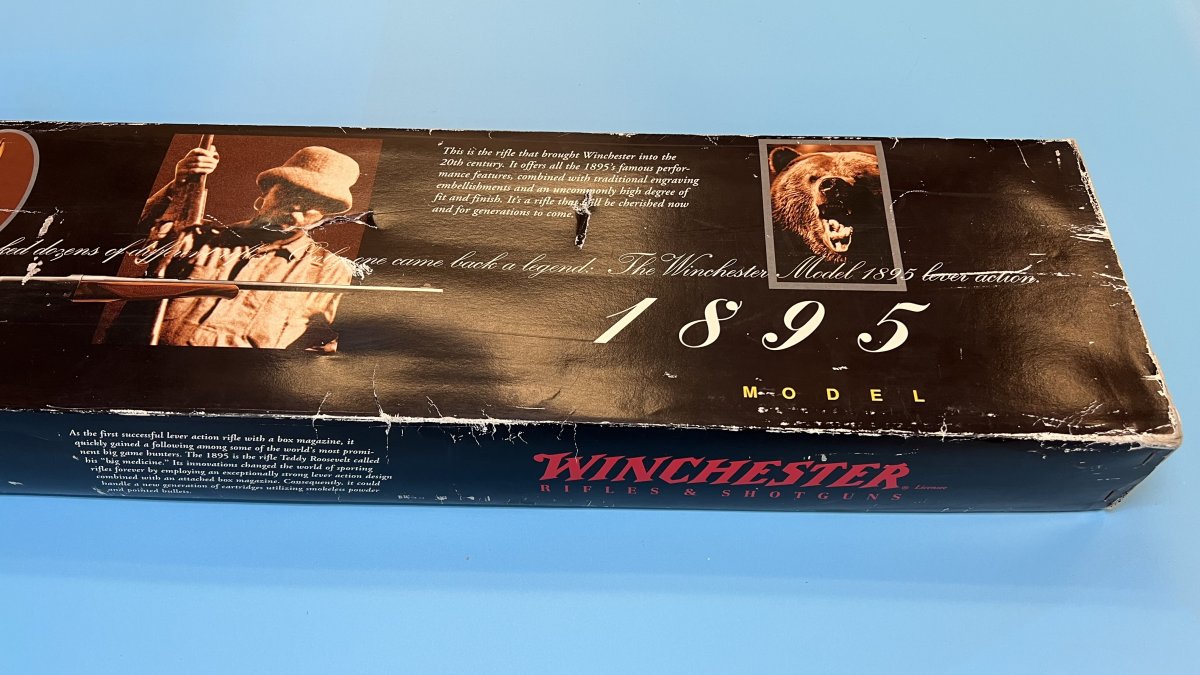 This is the rifle that brought Winchester into the
20th century. It offers all the 1895's famous perfor-
mance features, combined with traditional engraving
embellishments and an uncommonly high degree of
fit and finish. It's a rifle that will be cherished now
and for generations to come.
dozens of one came back a legend: The Winchester Model 1895 lever action.
1895
MODEL
As the first successful lever action rifle with a box magazine, it
quickly gained a following among some of the world's most promi-
nent big game hunters. The 1895 is the rifle Teddy Roosevelt called
his "big medicine." Its innovations changed the world of sporting
rifles forever by employing an exceptionally strong lever action design
combined with an attached box magazine. Consequently, it could
handle a new generation of cartridges utilizing smokeless powder
and pointed bullets.
WINCHESTER® Licensee
RIFLES & SHOTGUNS